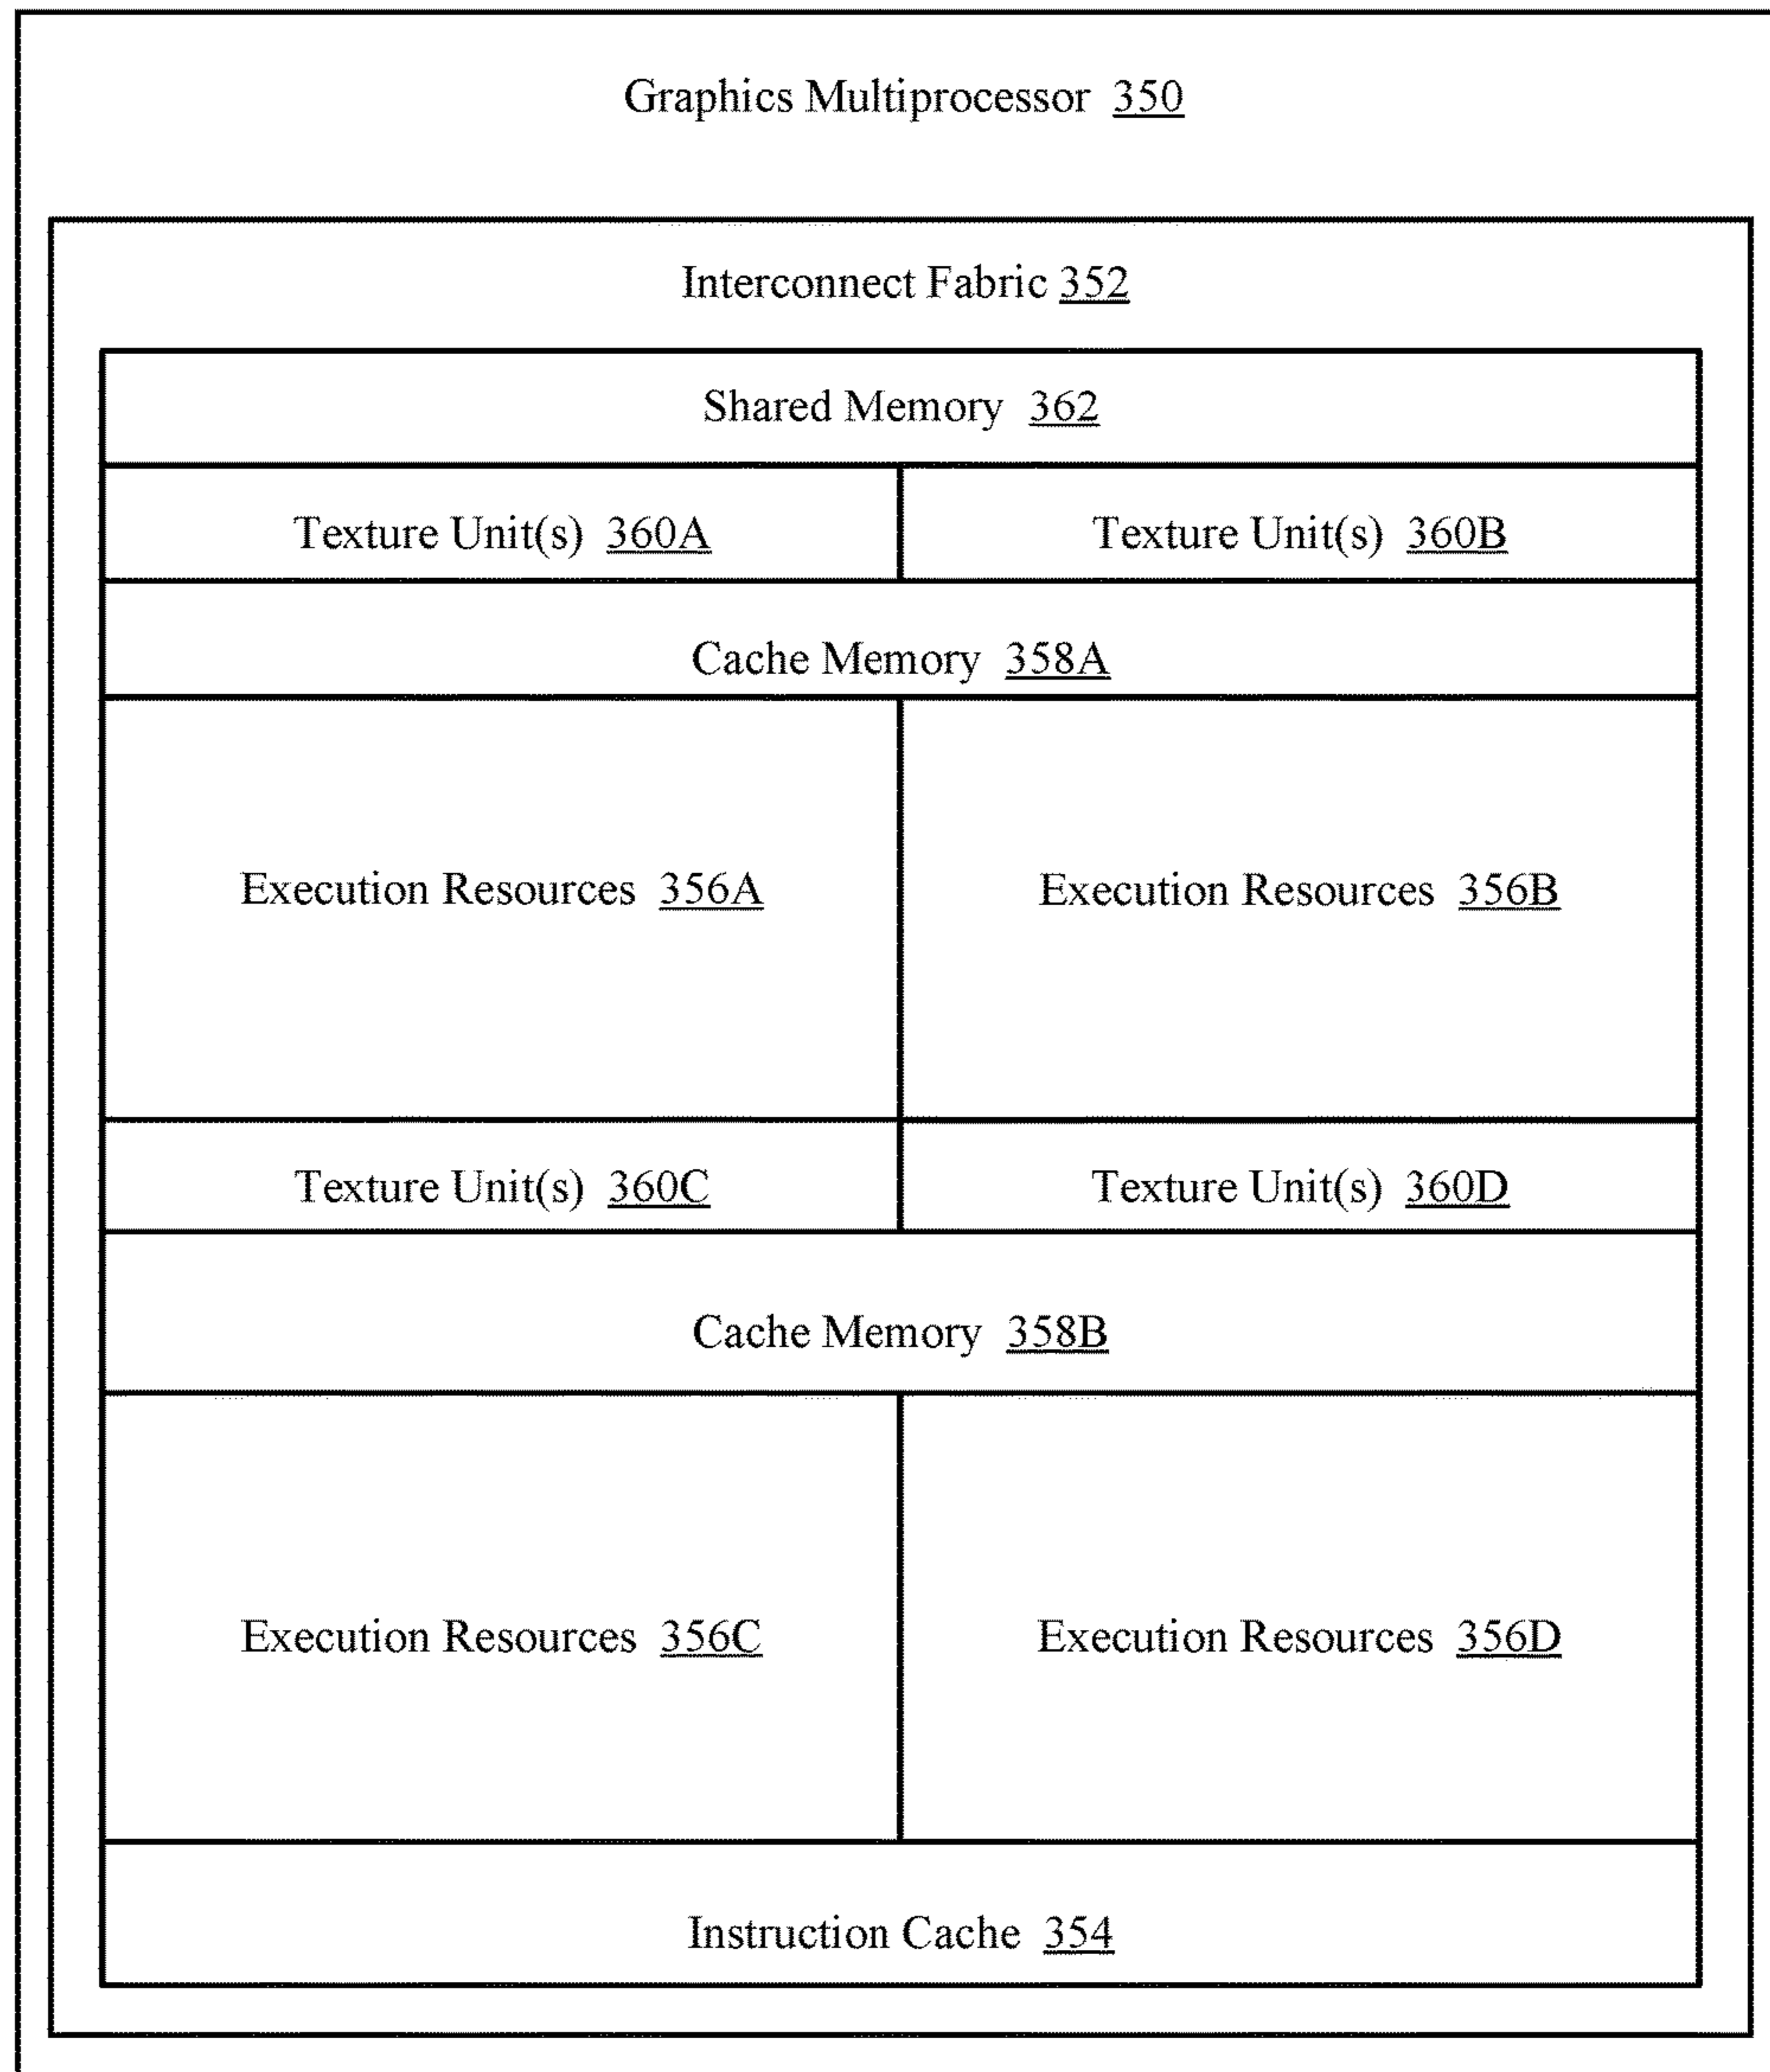 Graphics Multiprocessor 350
Interconnect Fabric 352
Shared Memory 362
Texture Unit(s) 360A
Texture Unit(s) 360B
Cache Memory 358A
Execution Resources 356A
Execution Resources 356B
Texture Unit(s) 360C
Texture Unit(s) 360D
Cache Memory 358B
Execution Resources 356C
Execution Resources 356D
Instruction Cache 354